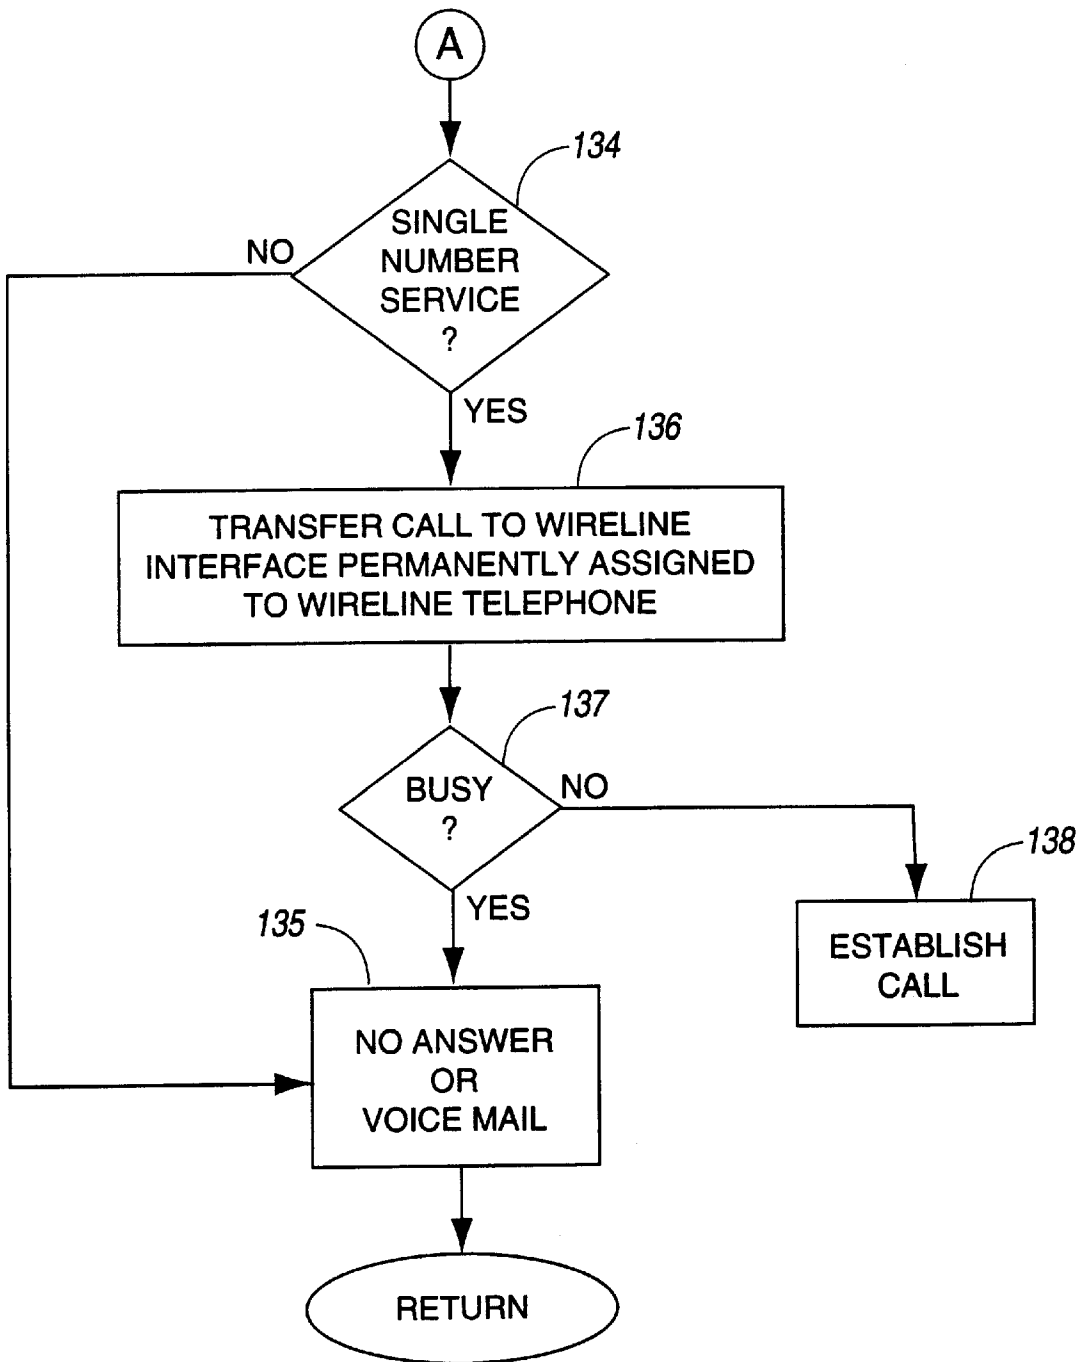 A
134
SINGLE
NUMBER
SERVICE
?
NO
YES
136
TRANSFER CALL TO WIRELINE
INTERFACE PERMANENTLY ASSIGNED
TO WIRELINE TELEPHONE
137
BUSY
?
NO
YES
138
ESTABLISH
CALL
135
NO ANSWER
OR
VOICE MAIL
RETURN